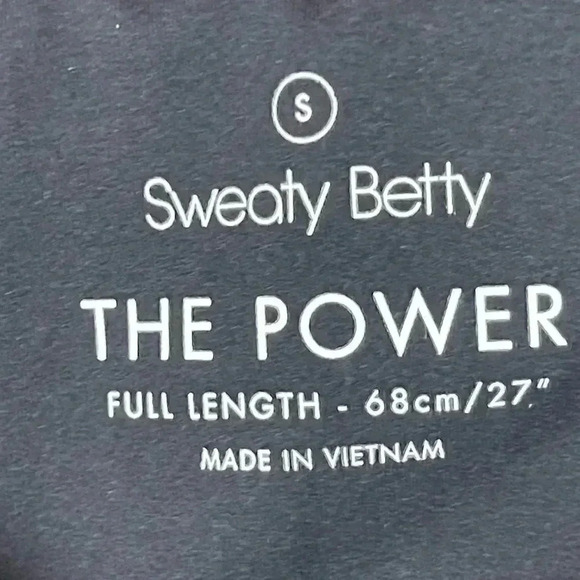 S
Sweaty Betty
THE POWER
FULL LENGTH - 68cm/27"
MADE IN VIETNAM